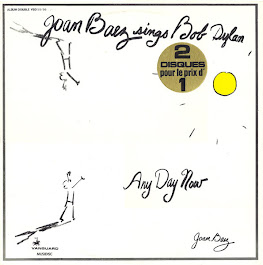 Joan Baez sings Bob Dylan
2
DISQUES
pour le prix d'
1
Any Day Now
VANGUARD
Joan Baez